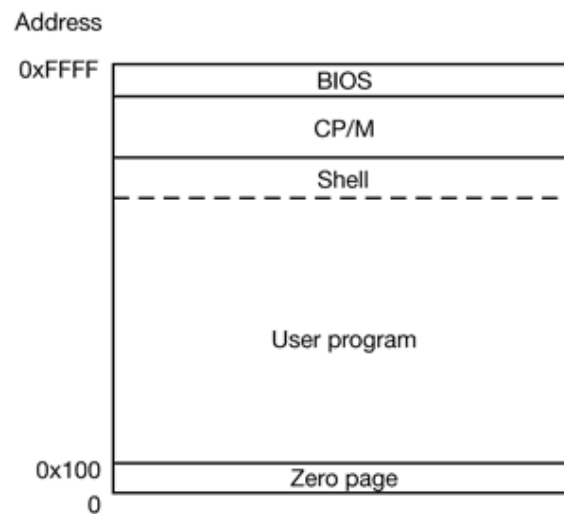 Address
0xFFFF
BIOS
CP/M
Shell
User program
0x100
Zero page
0